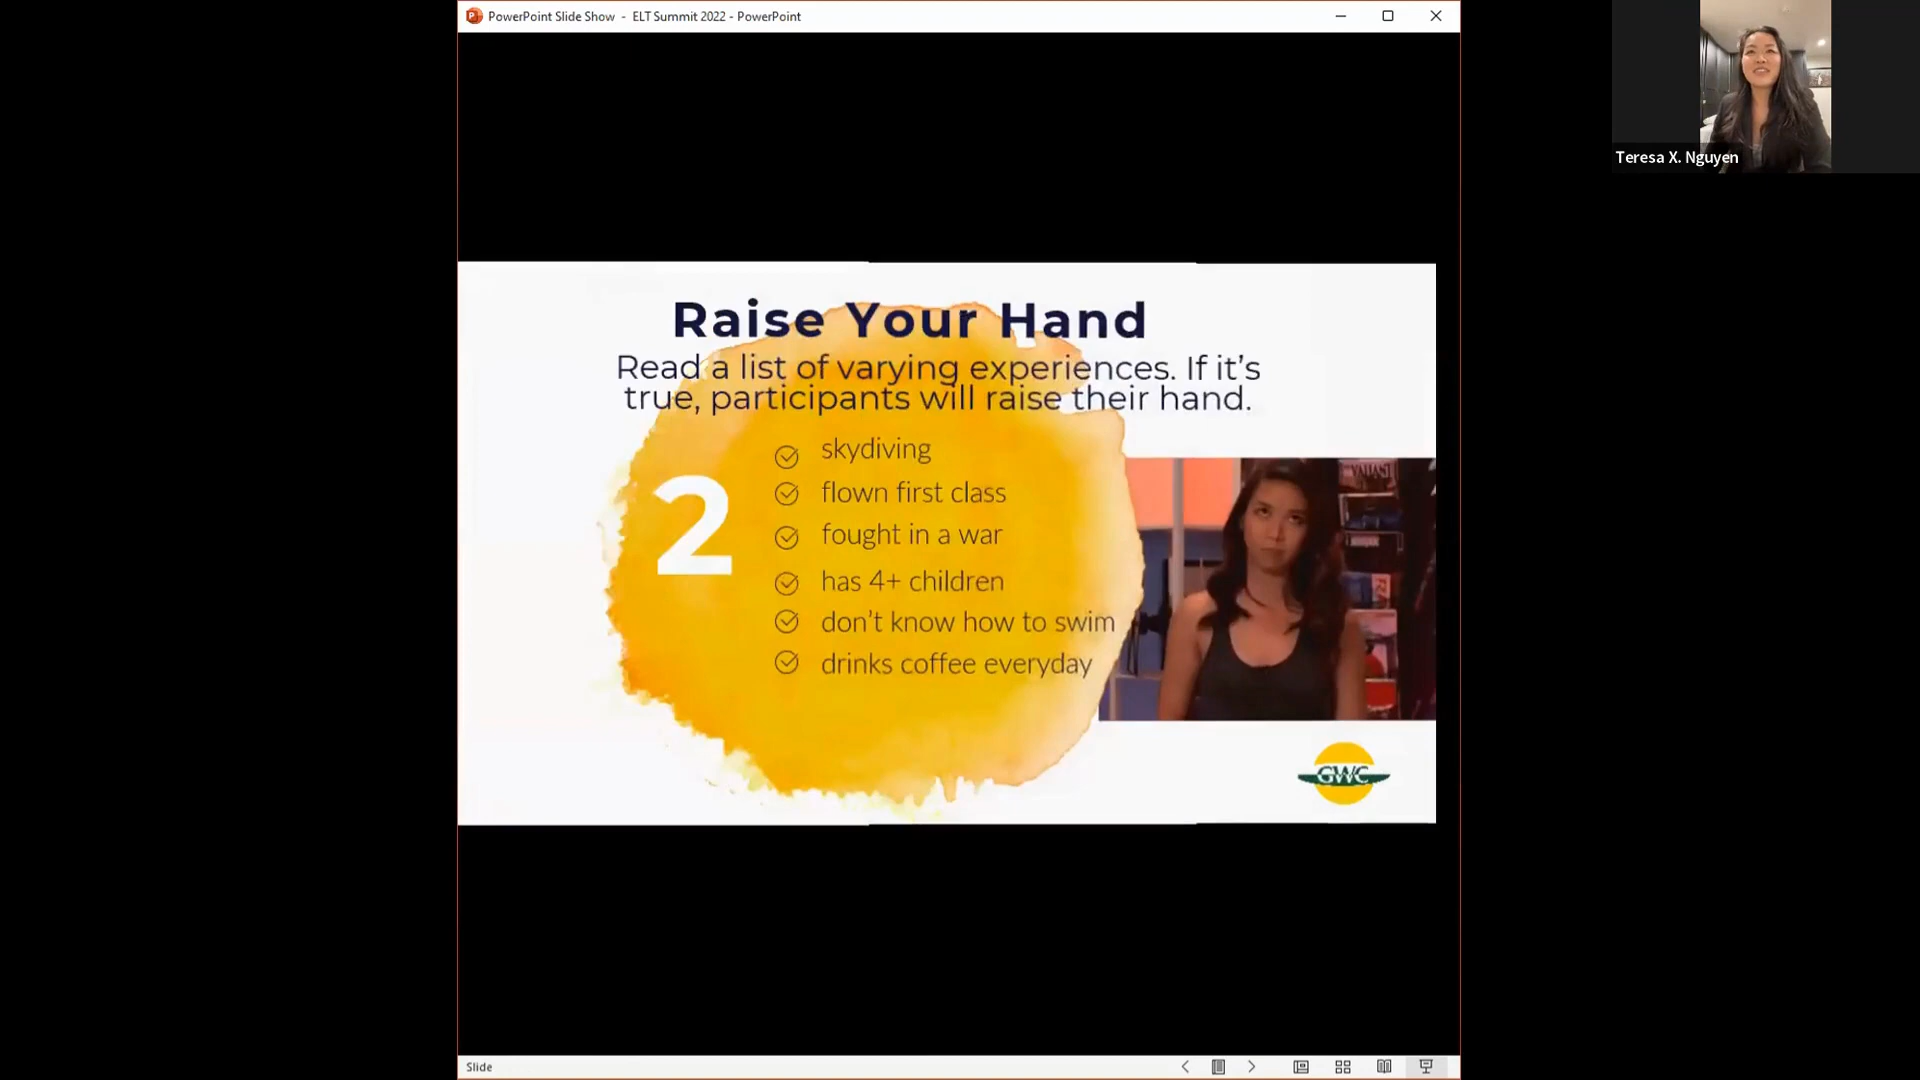 PowerPoint Slide Show - ELT Summit 2022 - PowerPoint
Teresa X. Nguyen
Raise Your Hand
Read a list of varying experiences. If it's
true, participants will raise their hand.
2
skydiving
flown first class
fought in a war
has 4+ children
don't know how to swim
drinks coffee everyday
GWC
Slide